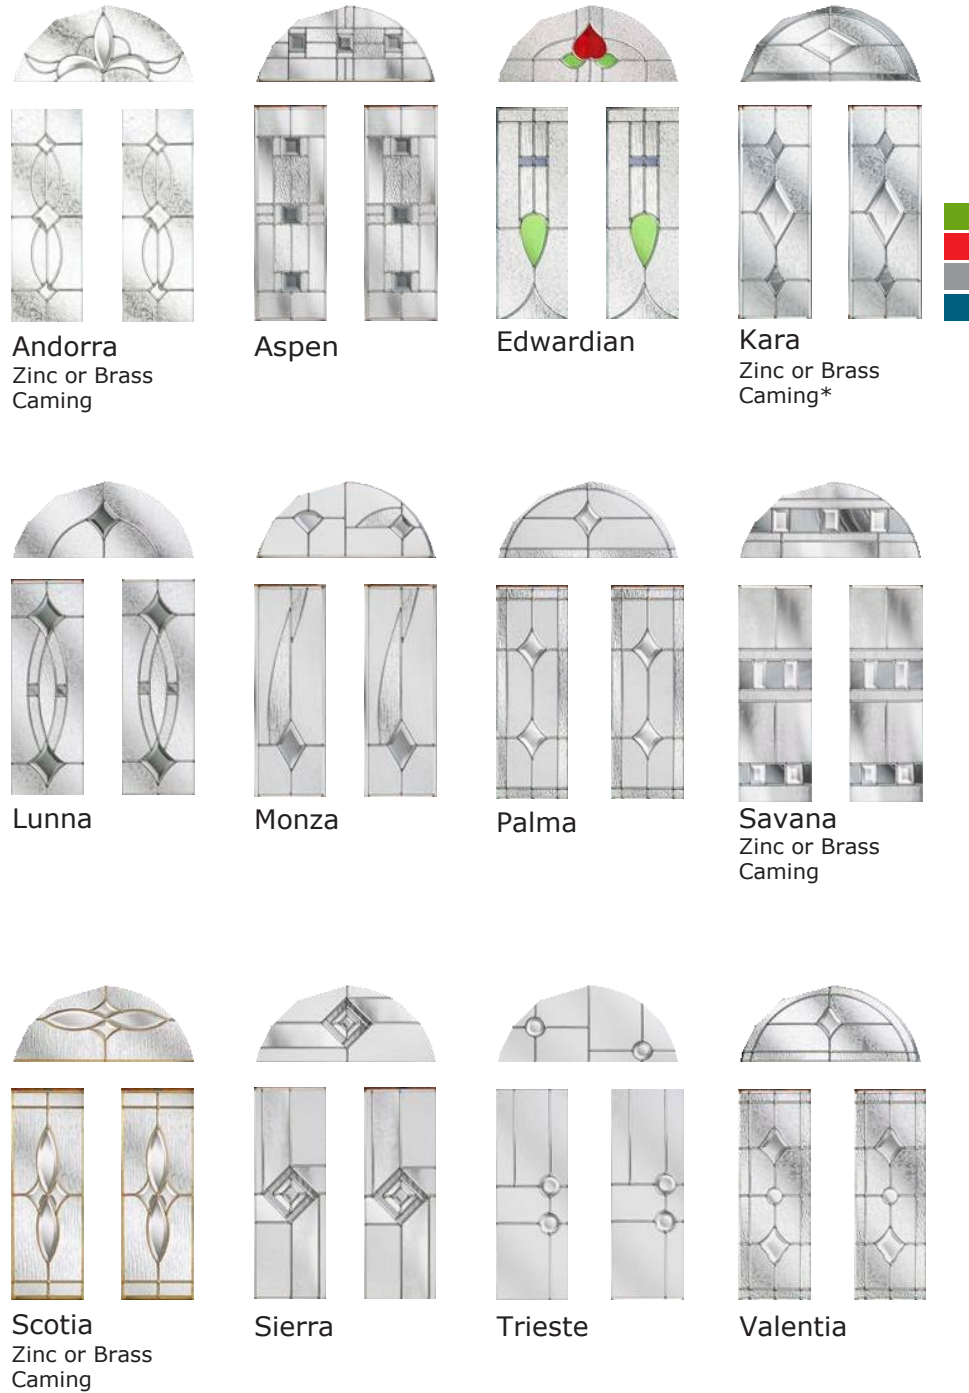 Andorra
Zinc or Brass
Caming
Aspen
Edwardian
Kara
Zinc or Brass
Caming*
Lunna
Monza
Palma
Savana
Zinc or Brass
Caming
Scotia
Zinc or Brass
Caming
Sierra
Trieste
Valentia